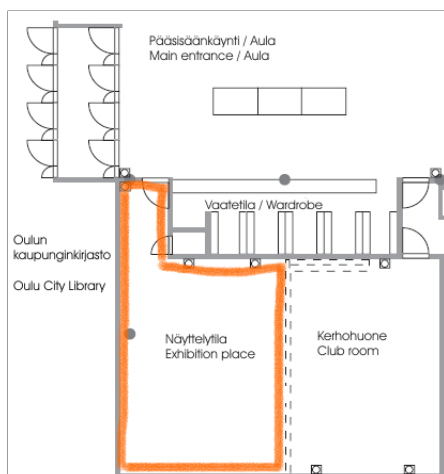 Pääsisäänkäynti / Aula
Main entrance / Aula
Vaatetila / Wardrobe
Oulun
kaupunginkirjasto
Oulu City Library
Näyttelytila
Exhibition place
Kerhohuone
Club room